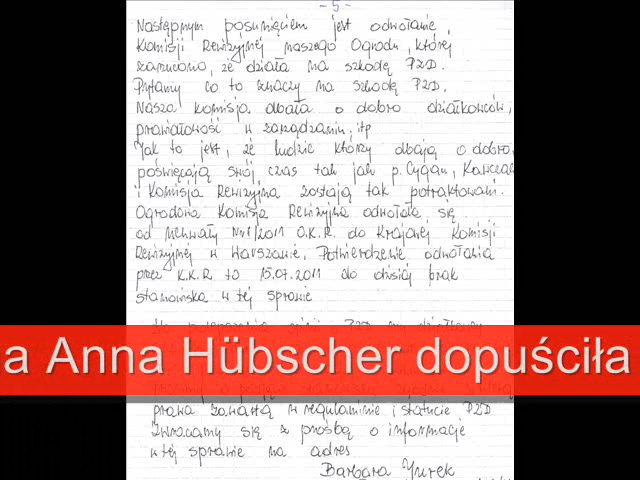 - 5 -
Następnym posunięciem jest odwołanie
Komisji Rewizyjnej naszego Ogrodu, której
zarzucono, że działa na szkodę PZD.
Pytamy co to znaczy na szkodę PZD.
Nasza komisja dbała o dobro działkowców,
prawidłowość w zarządzaniu, itp
Jak to jest, że ludzie którzy dbają o dobro,
poświęcają swój czas tak jak p. Cygan,
i Komisja Rewizyjna zostają tak potraktowani.
Ogrodowa Komisja Rewizyjna odwołała się
od uchwały Nr 1/2011 O.K.R. do Krajowej Komisji
Rewizyjnej w Warszawie, Potwierdzenie odwołania
przez K.K.R to 15.07.2011 do dzisiaj brak
stanowiska w tej sprawie
a Anna Hübscher dopuściła
prawa zawartą w regulaminie i statucie PZD
Zwracamy się z prośbą o informacje
w tej sprawie na adres
Barbara Jurek